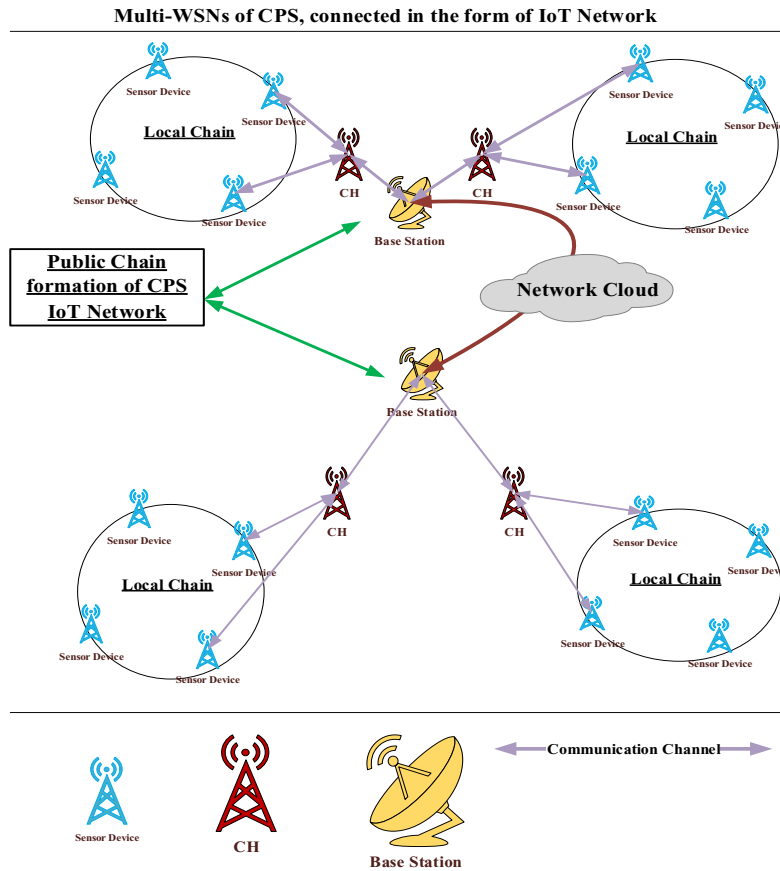 Multi-WSNs of CPS, connected in the form of IoT Network
Sensor Device
Sensor Device
Local Chain
Sensor Device
Sensor Device
CH
CH
Sensor Device
Sensor Device
Local Chain
Sensor Device
Sensor Device
Base Station
Public Chain
formation of CPS
IoT Network
Network Cloud
Base Station
CH
CH
Sensor Device
Sensor Device
Local Chain
Sensor Device
Sensor Device
Sensor Device
Sensor Device
Local Chain
Sensor Device
Sensor Device
Communication Channel
Sensor Device
CH
Base Station